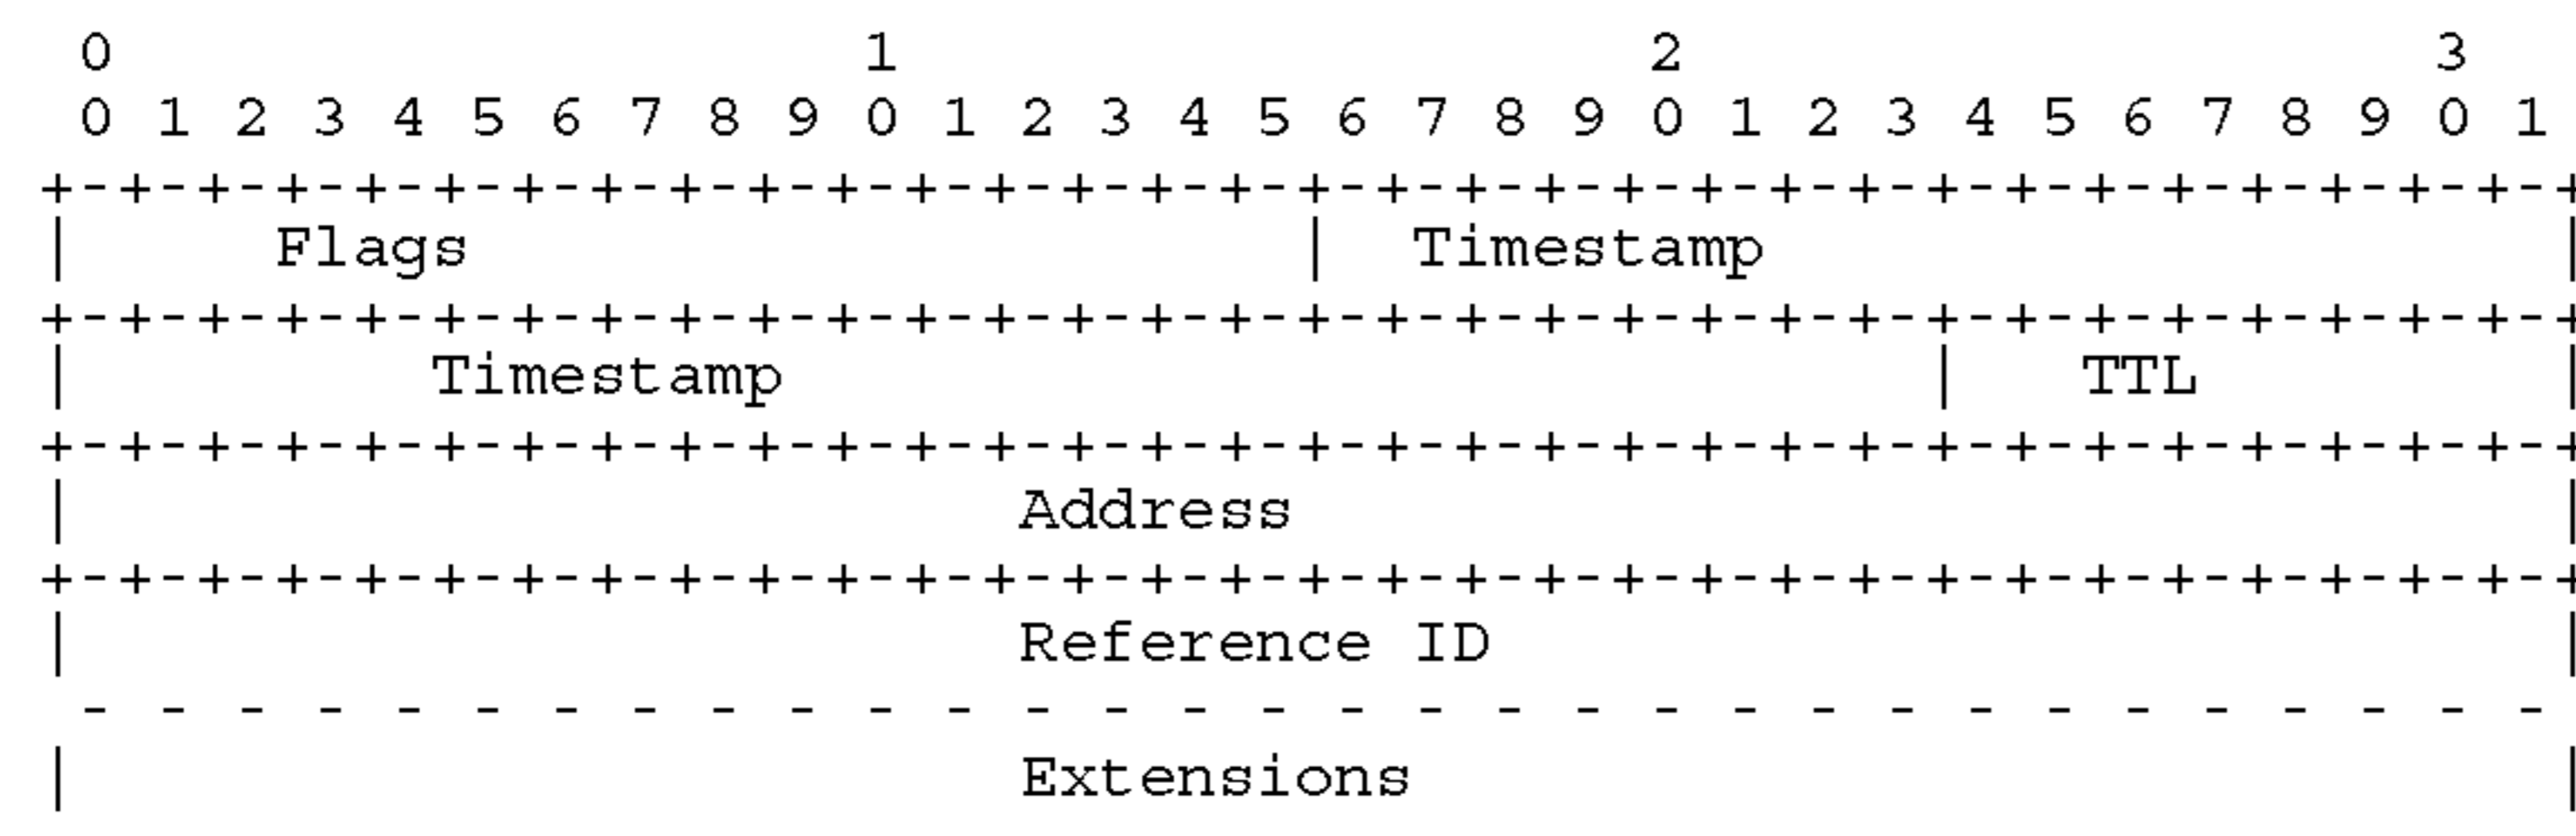 0                   1                   2                   3
0 1 2 3 4 5 6 7 8 9 0 1 2 3 4 5 6 7 8 9 0 1 2 3 4 5 6 7 8 9 0 1
+-+-+-+-+-+-+-+-+-+-+-+-+-+-+-+-+-+-+-+-+-+-+-+-+-+-+-+-+-+-+-+-+
|     Flags                     |  Timestamp                    |
+-+-+-+-+-+-+-+-+-+-+-+-+-+-+-+-+-+-+-+-+-+-+-+-+-+-+-+-+-+-+-+-+
|         Timestamp                             |   TTL         |
+-+-+-+-+-+-+-+-+-+-+-+-+-+-+-+-+-+-+-+-+-+-+-+-+-+-+-+-+-+-+-+-+
|                        Address                                |
+-+-+-+-+-+-+-+-+-+-+-+-+-+-+-+-+-+-+-+-+-+-+-+-+-+-+-+-+-+-+-+-+
|                        Reference ID                           |
 - - - - - - - - - - - - - - - - - - - - - - - - - - - - - - - -
|                        Extensions                             |